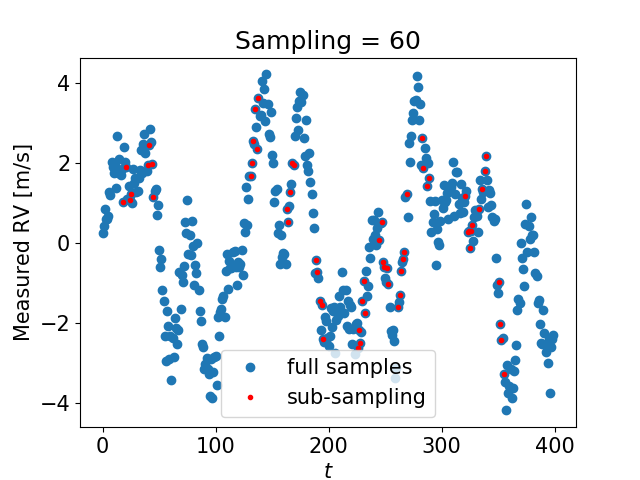 Sampling = 60
Measured RV [m/s]
4
2
0
−2
−4
full samples
sub-sampling
0 100 200 300 400
t